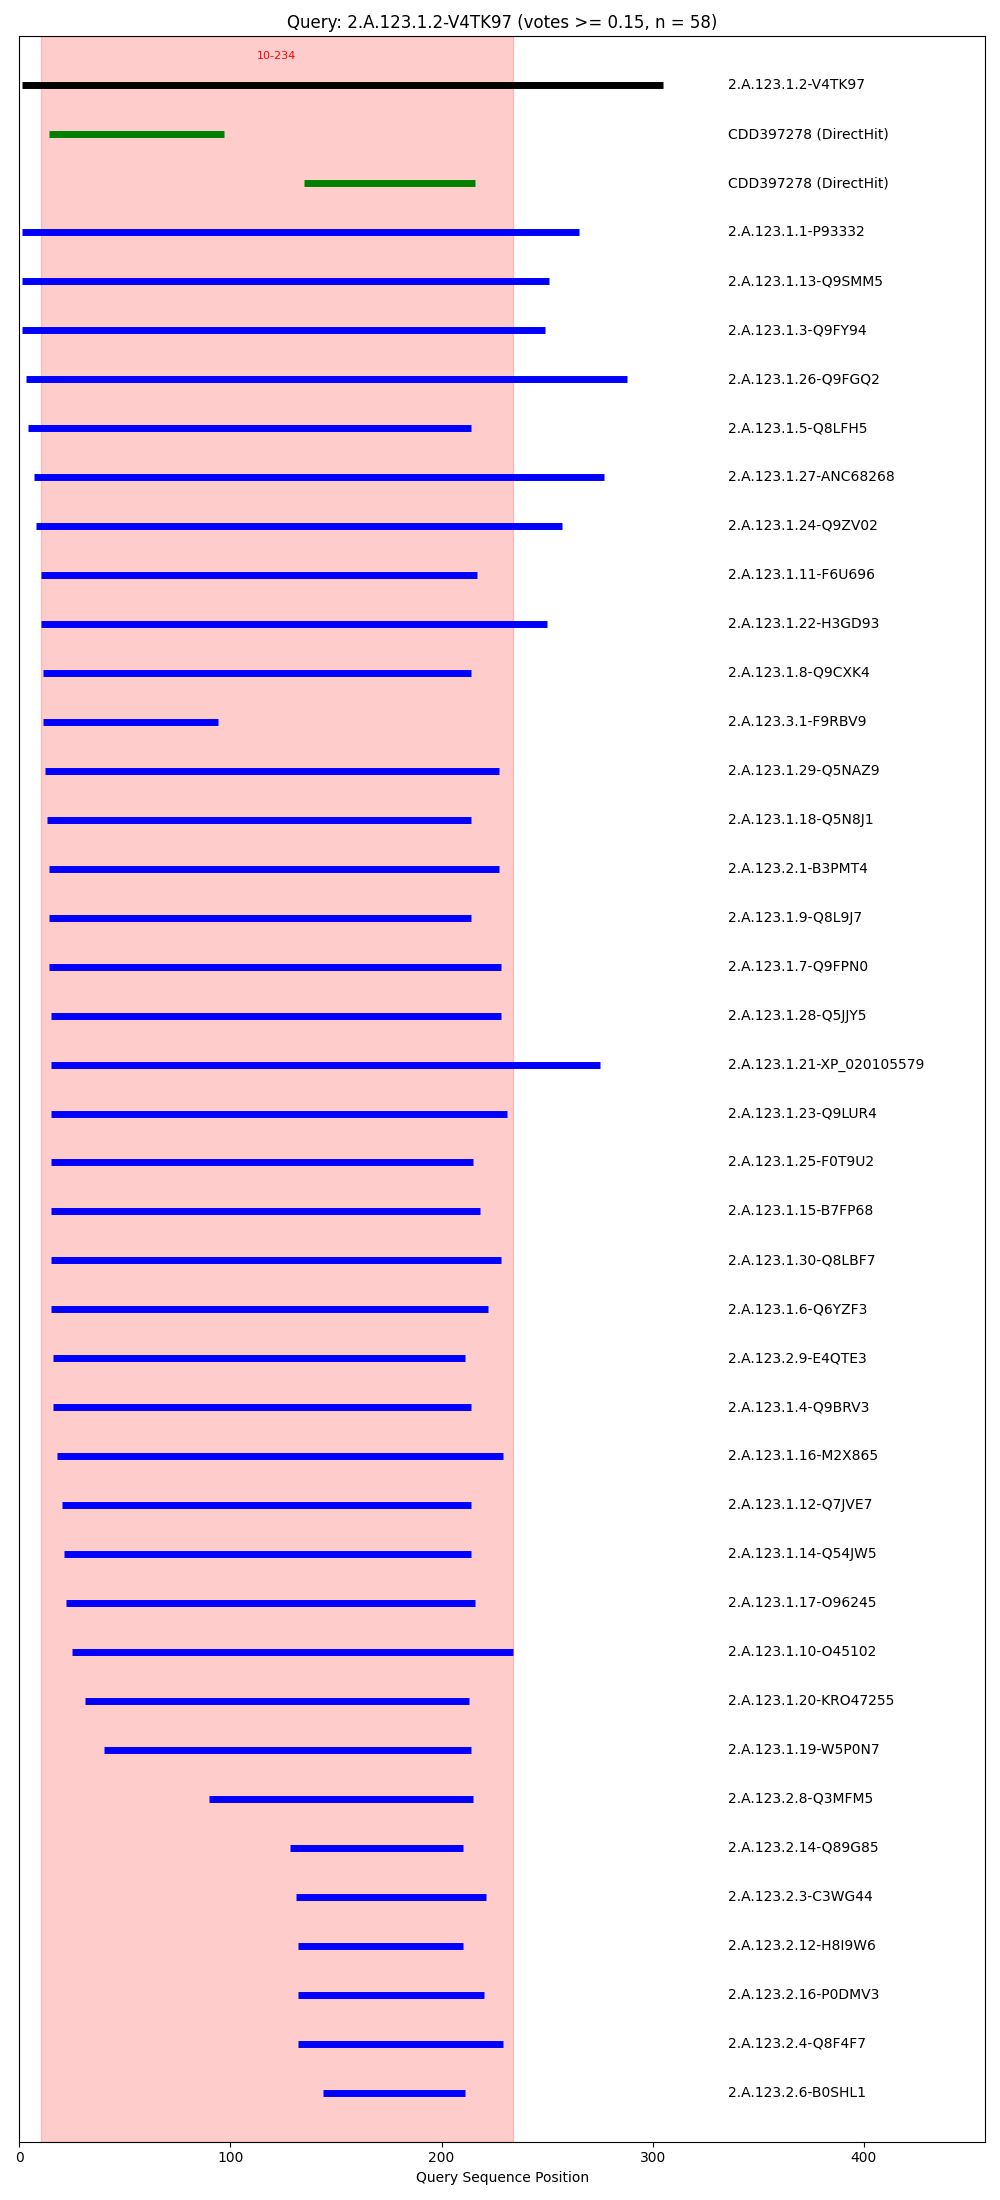 Query: 2.A.123.1.2-V4TK97 (votes >= 0.15, n = 58)
10-234
2.A.123.1.2-V4TK97
CDD397278 (DirectHit)
CDD397278 (DirectHit)
2.A.123.1.1-P93332
2.A.123.1.13-Q9SMM5
2.A.123.1.3-Q9FY94
2.A.123.1.26-Q9FGQ2
2.A.123.1.5-Q8LFH5
2.A.123.1.27-ANC68268
2.A.123.1.24-Q9ZV02
2.A.123.1.11-F6U696
2.A.123.1.22-H3GD93
2.A.123.1.8-Q9CXK4
2.A.123.3.1-F9RBV9
2.A.123.1.29-Q5NAZ9
2.A.123.1.18-Q5N8J1
2.A.123.2.1-B3PMT4
2.A.123.1.9-Q8L9J7
2.A.123.1.7-Q9FPN0
2.A.123.1.28-Q5JJY5
2.A.123.1.21-XP_020105579
2.A.123.1.23-Q9LUR4
2.A.123.1.25-F0T9U2
2.A.123.1.15-B7FP68
2.A.123.1.30-Q8LBF7
2.A.123.1.6-Q6YZF3
2.A.123.2.9-E4QTE3
2.A.123.1.4-Q9BRV3
2.A.123.1.16-M2X865
2.A.123.1.12-Q7JVE7
2.A.123.1.14-Q54JW5
2.A.123.1.17-O96245
2.A.123.1.10-O45102
2.A.123.1.20-KRO47255
2.A.123.1.19-W5P0N7
2.A.123.2.8-Q3MFM5
2.A.123.2.14-Q89G85
2.A.123.2.3-C3WG44
2.A.123.2.12-H8I9W6
2.A.123.2.16-P0DMV3
2.A.123.2.4-Q8F4F7
2.A.123.2.6-B0SHL1
0 100 200 300 400
Query Sequence Position